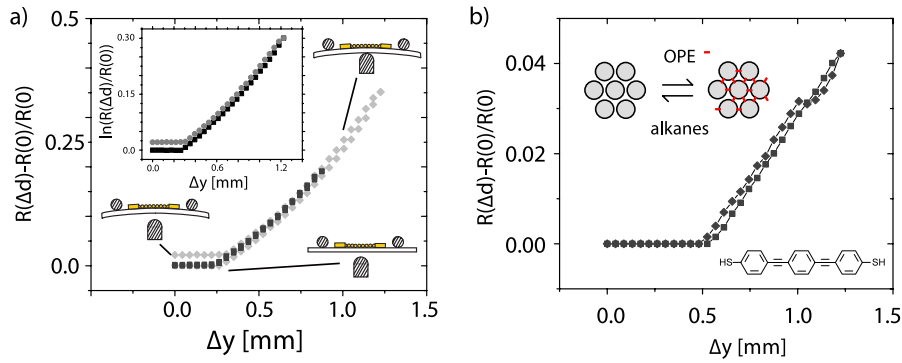 a)
R(Δd)-R(0)/R(0)
0.50
0.25
0.0
0.0 0.5 1.0 1.5
Δy [mm]
ln(R(Δd)/R(0))
0.30
0.15
0.0
0.0 0.6 1.2
Δy [mm]
b)
R(Δd)-R(0)/R(0)
0.04
0.02
0.00
0.0 0.5 1.0 1.5
Δy [mm]
OPE
alkanes
HS
SH